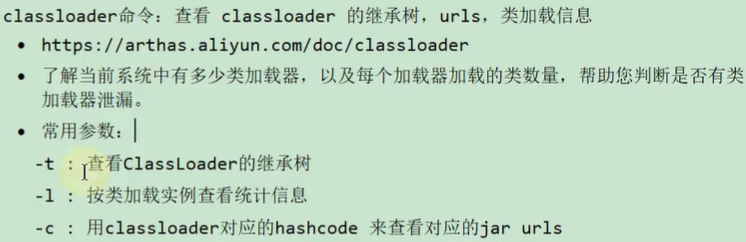 classloader命令：查看 classloader 的继承树，urls，类加载信息
• https://arthas.aliyun.com/doc/classloader
• 了解当前系统中有多少类加载器，以及每个加载器加载的类数量，帮助您判断是否有类
加载器泄漏。
• 常用参数：
-t : 查看ClassLoader的继承树
-l : 按类加载实例查看统计信息
-c : 用classloader对应的hashcode 来查看对应的jar urls